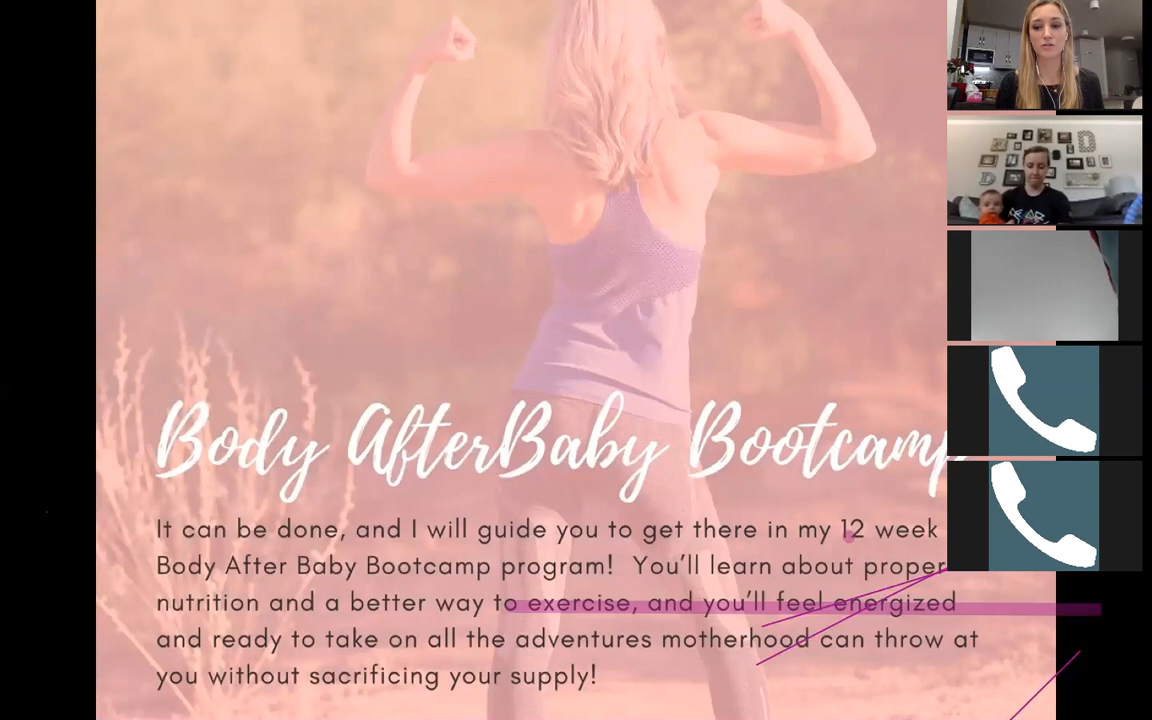 Body AfterBaby Bootcamp
It can be done, and I will guide you to get there in my 12 week
Body After Baby Bootcamp program!  You'll learn about proper
nutrition and a better way to exercise, and you'll feel energized
and ready to take on all the adventures motherhood can throw at
you without sacrificing your supply!
D
N
D